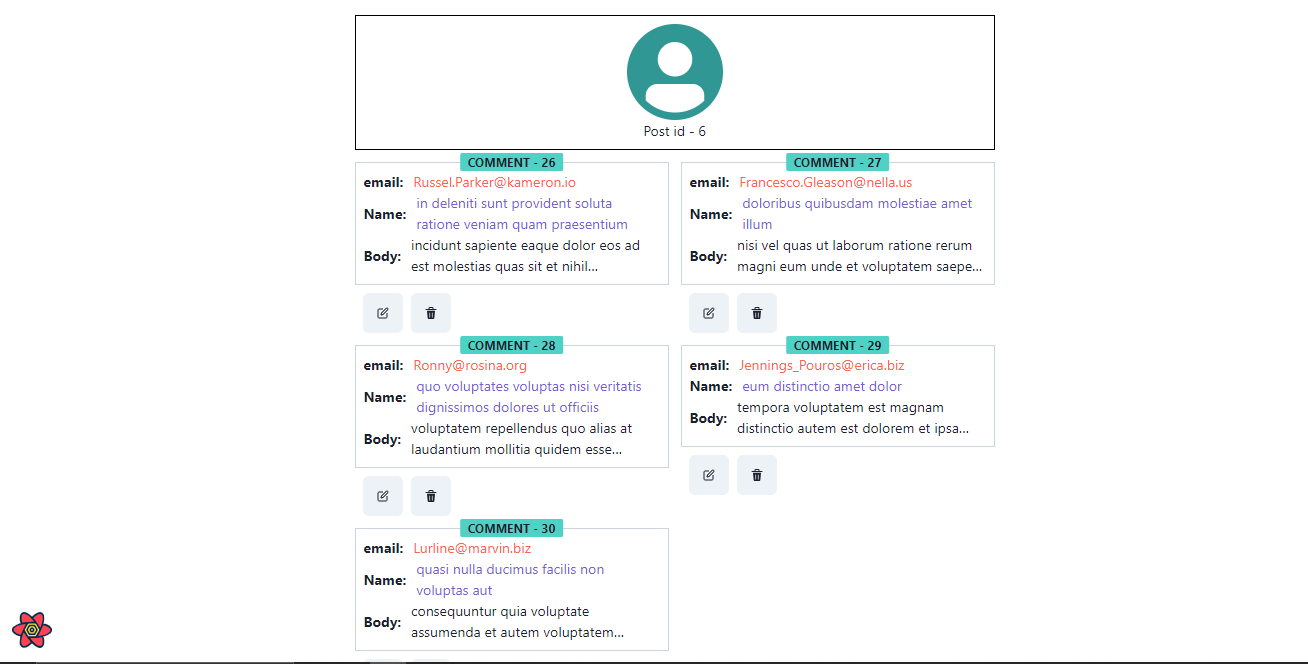 Post id - 6
COMMENT - 26
email: Russel.Parker@kameron.io
Name: in deleniti sunt provident soluta
ratione veniam quam praesentium
Body: incidunt sapiente eaque dolor eos ad
est molestias quas sit et nihil...
COMMENT - 27
email: Francesco.Gleason@nella.us
Name: doloribus quibusdam molestiae amet
illum
Body: nisi vel quas ut laborum ratione rerum
magni eum unde et voluptatem saepe...
COMMENT - 28
email: Ronny@rosina.org
Name: quo voluptates voluptas nisi veritatis
dignissimos dolores ut officiis
Body: voluptatem repellendus quo alias at
laudantium mollitia quidem esse...
COMMENT - 29
email: Jennings_Pouros@erica.biz
Name: eum distinctio amet dolor
Body: tempora voluptatem est magnam
distinctio autem est dolorem et ipsa...
COMMENT - 30
email: Lurline@marvin.biz
Name: quasi nulla ducimus facilis non
voluptas aut
Body: consequuntur quia voluptate
assumenda et autem voluptatem...